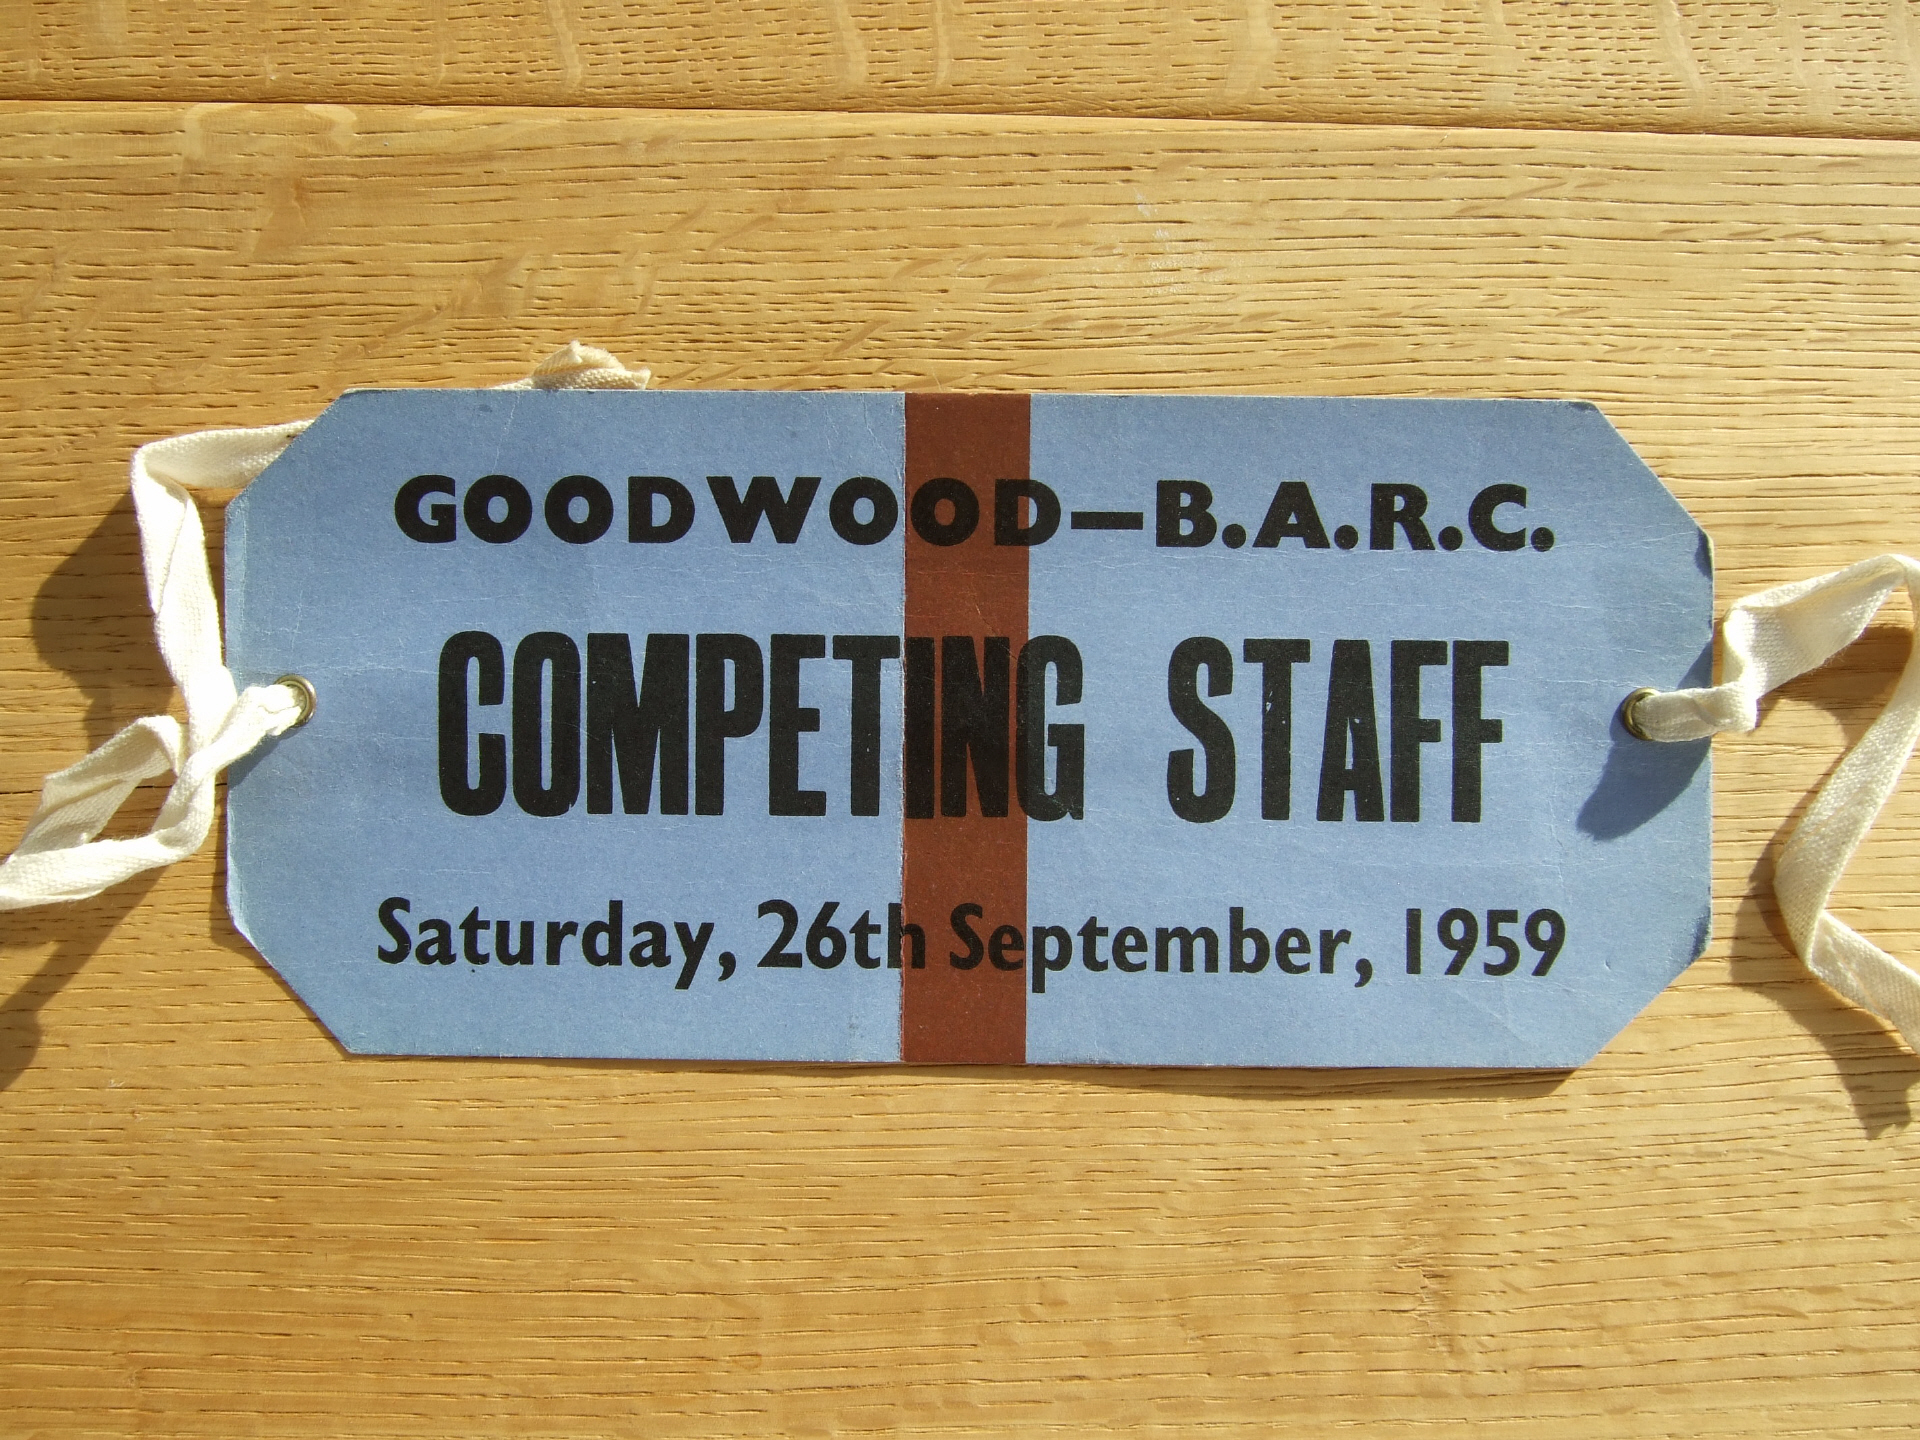 GOODWOOD—B.A.R.C.
COMPETING STAFF
Saturday, 26th September, 1959